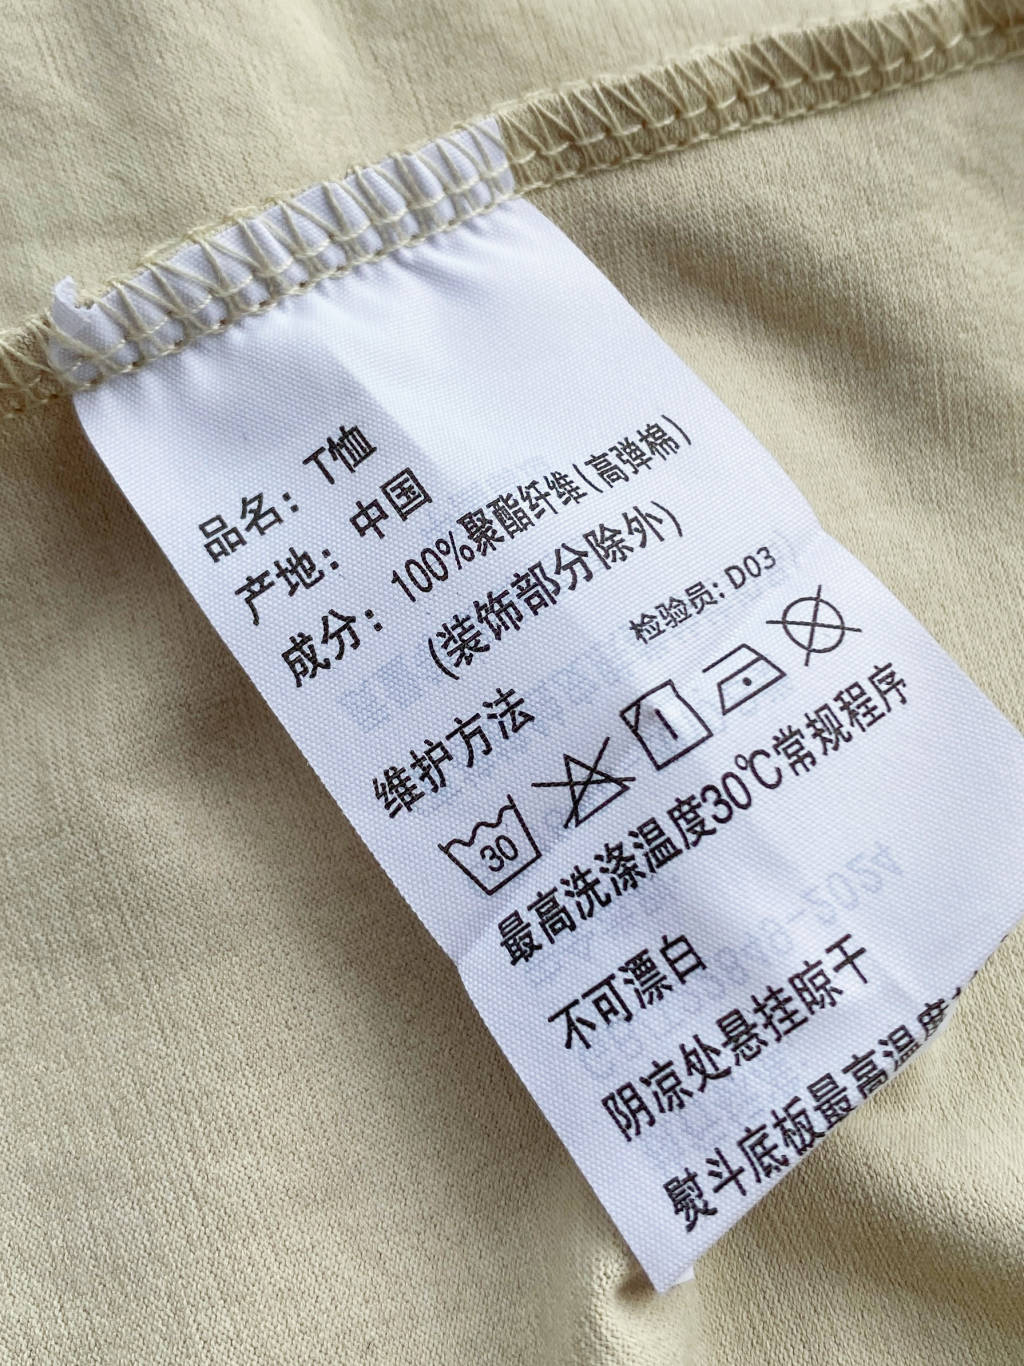 品名：T恤
产地：中国
成分：100%聚酯纤维(高弹棉)
(装饰部分除外)
检验员：D03
维护方法
30
最高洗涤温度30℃常规程序
不可漂白
阴凉处悬挂晾干
熨斗底板最高温度